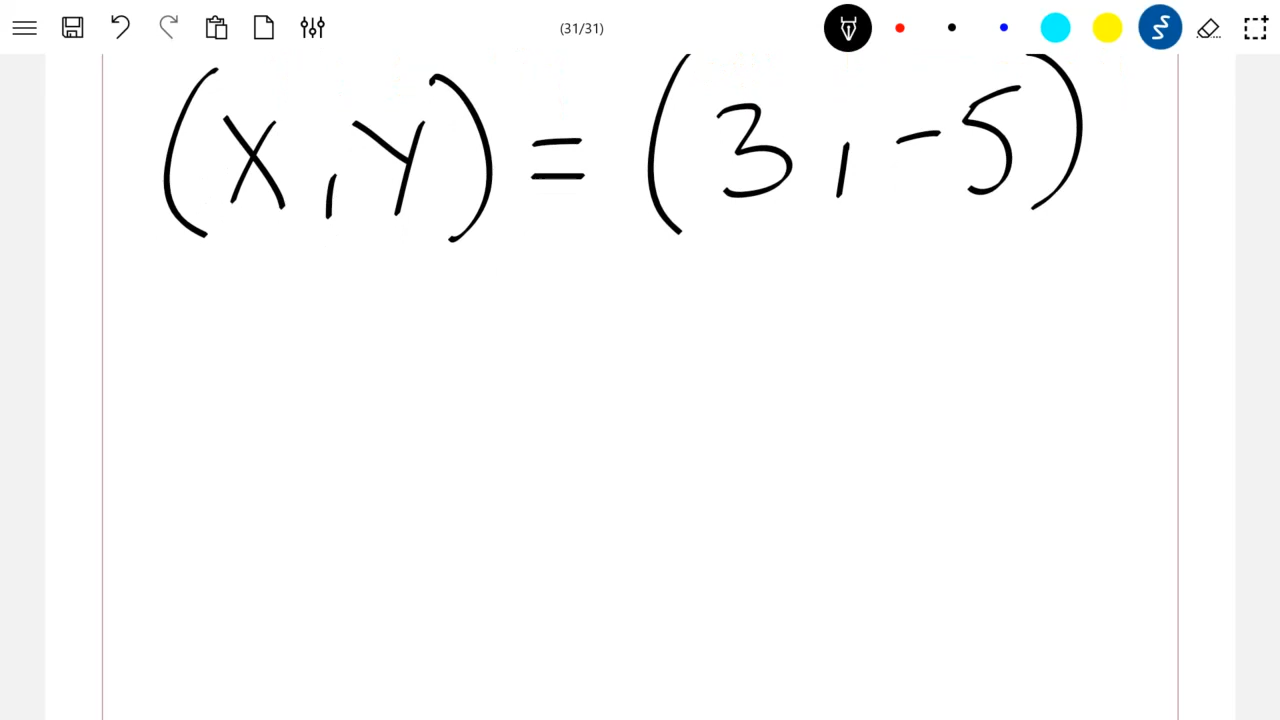 (31/31)
(X, Y) = (3, -5)